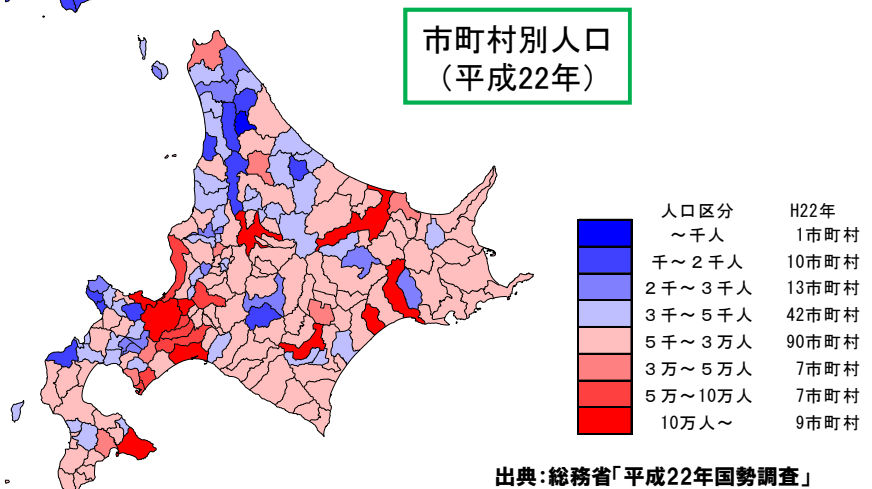 市町村別人口
（平成22年）
人口区分 H22年
～千人 1市町村
千～２千人 10市町村
２千～３千人 13市町村
３千～５千人 42市町村
５千～３万人 90市町村
３万～５万人 7市町村
５万～10万人 7市町村
10万人～ 9市町村
出典：総務省「平成22年国勢調査」